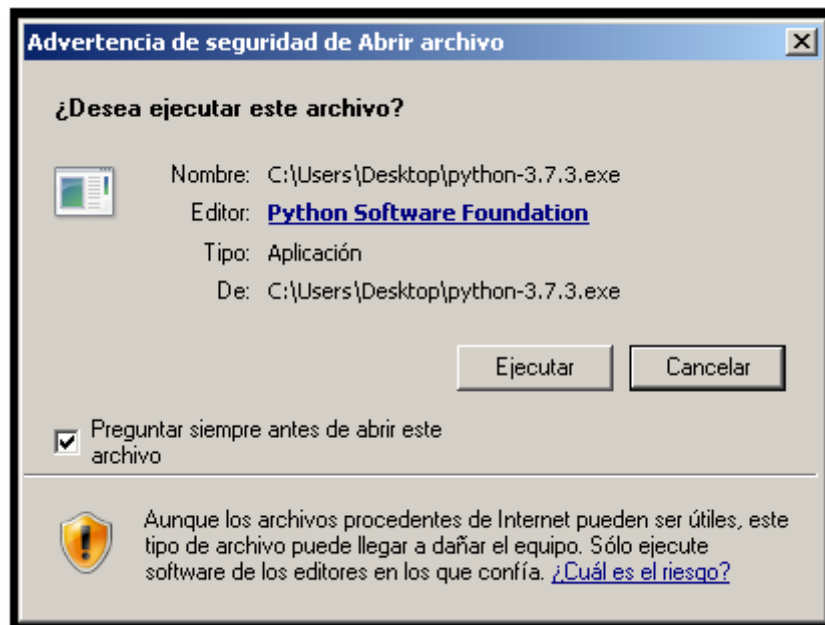 Advertencia de seguridad de Abrir archivo
¿Desea ejecutar este archivo?
Nombre: C:\Users\Desktop\python-3.7.3.exe
Editor: Python Software Foundation
Tipo: Aplicación
De: C:\Users\Desktop\python-3.7.3.exe
Ejecutar Cancelar
Preguntar siempre antes de abrir este
archivo
Aunque los archivos procedentes de Internet pueden ser útiles, este
tipo de archivo puede llegar a dañar el equipo. Sólo ejecute
software de los editores en los que confía. ¿Cuál es el riesgo?